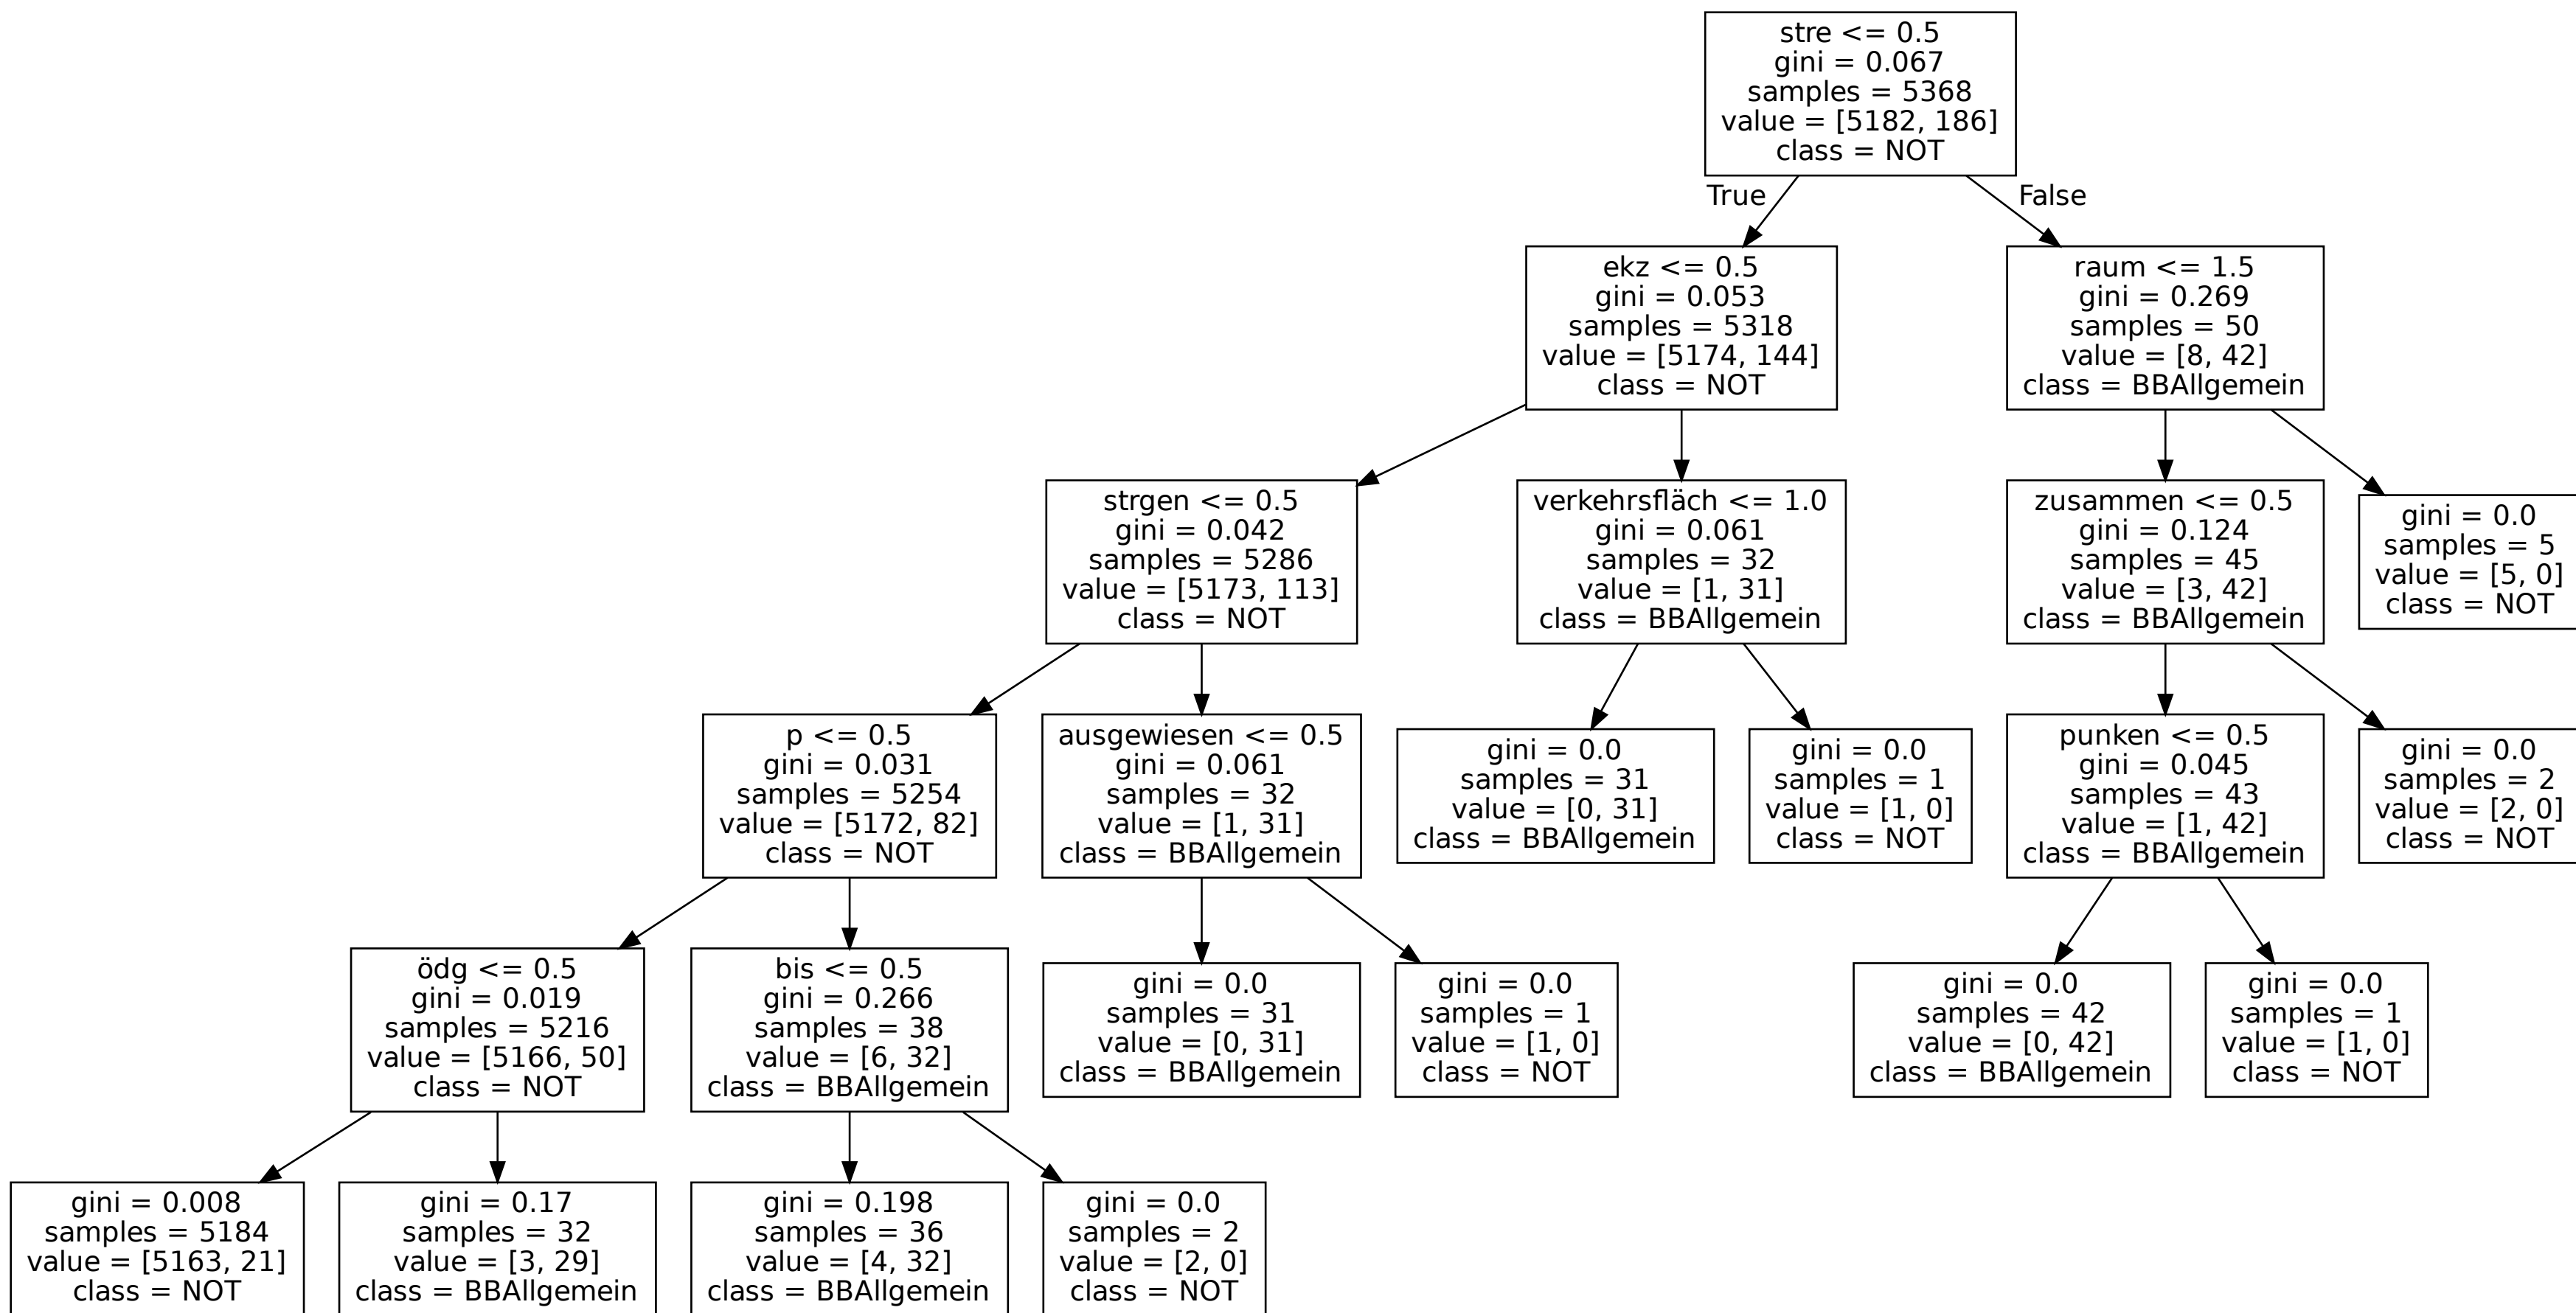 stre <= 0.5
gini = 0.067
samples = 5368
value = [5182, 186]
class = NOT
True
False
ekz <= 0.5
gini = 0.053
samples = 5318
value = [5174, 144]
class = NOT
raum <= 1.5
gini = 0.269
samples = 50
value = [8, 42]
class = BBAllgemein
strgen <= 0.5
gini = 0.042
samples = 5286
value = [5173, 113]
class = NOT
verkehrsfläch <= 1.0
gini = 0.061
samples = 32
value = [1, 31]
class = BBAllgemein
zusammen <= 0.5
gini = 0.124
samples = 45
value = [3, 42]
class = BBAllgemein
gini = 0.0
samples = 5
value = [5, 0]
class = NOT
p <= 0.5
gini = 0.031
samples = 5254
value = [5172, 82]
class = NOT
ausgewiesen <= 0.5
gini = 0.061
samples = 32
value = [1, 31]
class = BBAllgemein
gini = 0.0
samples = 31
value = [0, 31]
class = BBAllgemein
gini = 0.0
samples = 1
value = [1, 0]
class = NOT
punken <= 0.5
gini = 0.045
samples = 43
value = [1, 42]
class = BBAllgemein
gini = 0.0
samples = 2
value = [2, 0]
class = NOT
ödg <= 0.5
gini = 0.019
samples = 5216
value = [5166, 50]
class = NOT
bis <= 0.5
gini = 0.266
samples = 38
value = [6, 32]
class = BBAllgemein
gini = 0.0
samples = 31
value = [0, 31]
class = BBAllgemein
gini = 0.0
samples = 1
value = [1, 0]
class = NOT
gini = 0.0
samples = 42
value = [0, 42]
class = BBAllgemein
gini = 0.0
samples = 1
value = [1, 0]
class = NOT
gini = 0.008
samples = 5184
value = [5163, 21]
class = NOT
gini = 0.17
samples = 32
value = [3, 29]
class = BBAllgemein
gini = 0.198
samples = 36
value = [4, 32]
class = BBAllgemein
gini = 0.0
samples = 2
value = [2, 0]
class = NOT